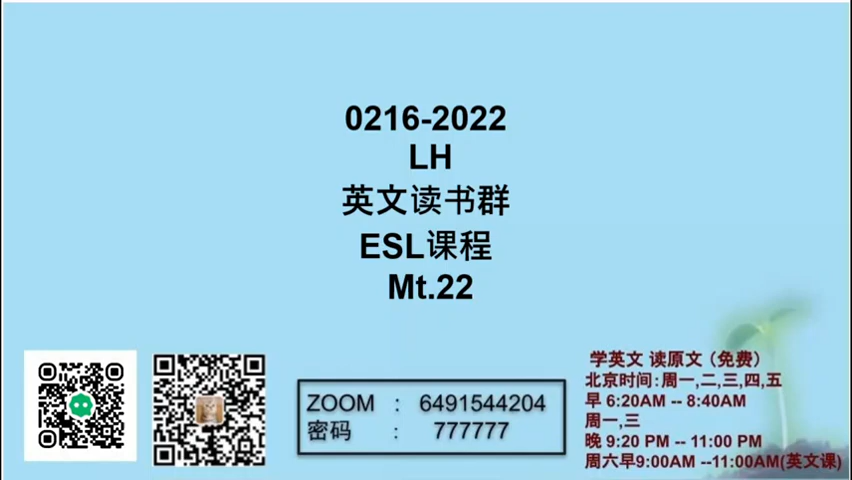 0216-2022
LH
英文读书群
ESL课程
Mt.22
ZOOM : 6491544204
密码 : 777777
学英文 读原文（免费）
北京时间:周一,二,三,四,五
早 6:20AM -- 8:40AM
周一,三
晚 9:20 PM -- 11:00 PM
周六早9:00AM --11:00AM(英文课)